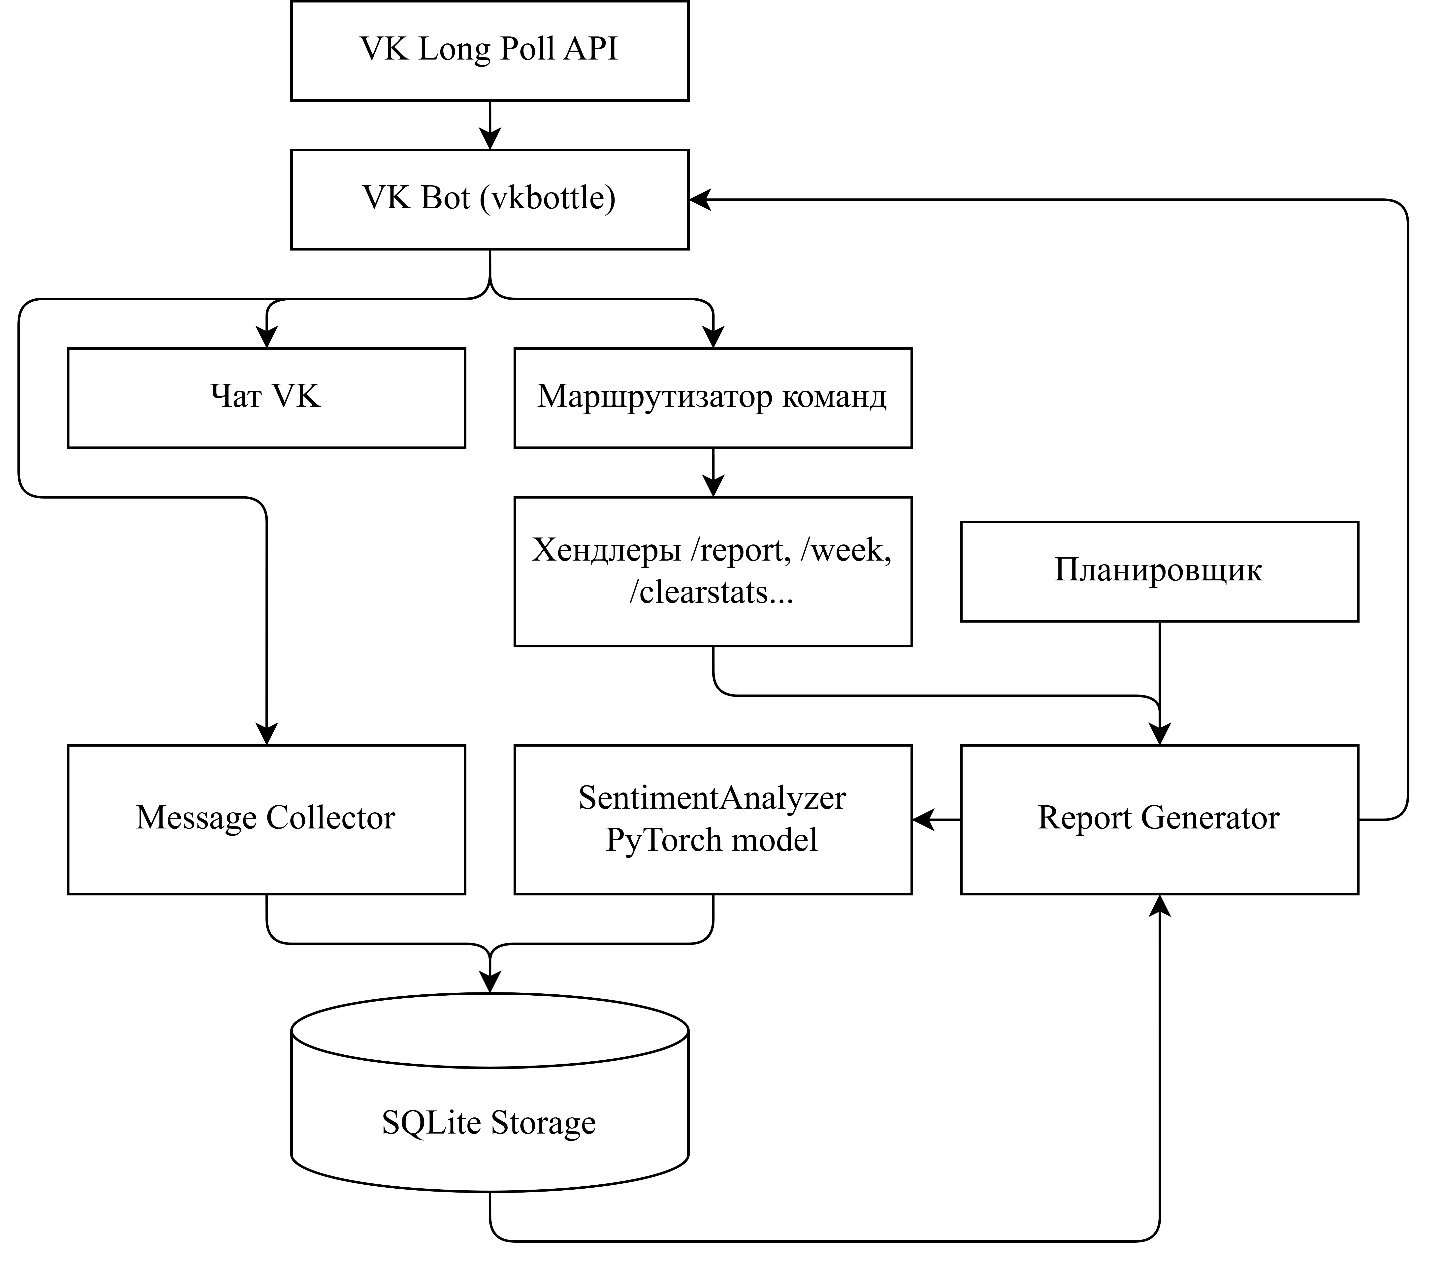 VK Long Poll API
VK Bot (vkbottle)
Чат VK
Маршрутизатор команд
Хендлеры /report, /week,
/clearstats...
Планировщик
Message Collector
SentimentAnalyzer
PyTorch model
Report Generator
SQLite Storage